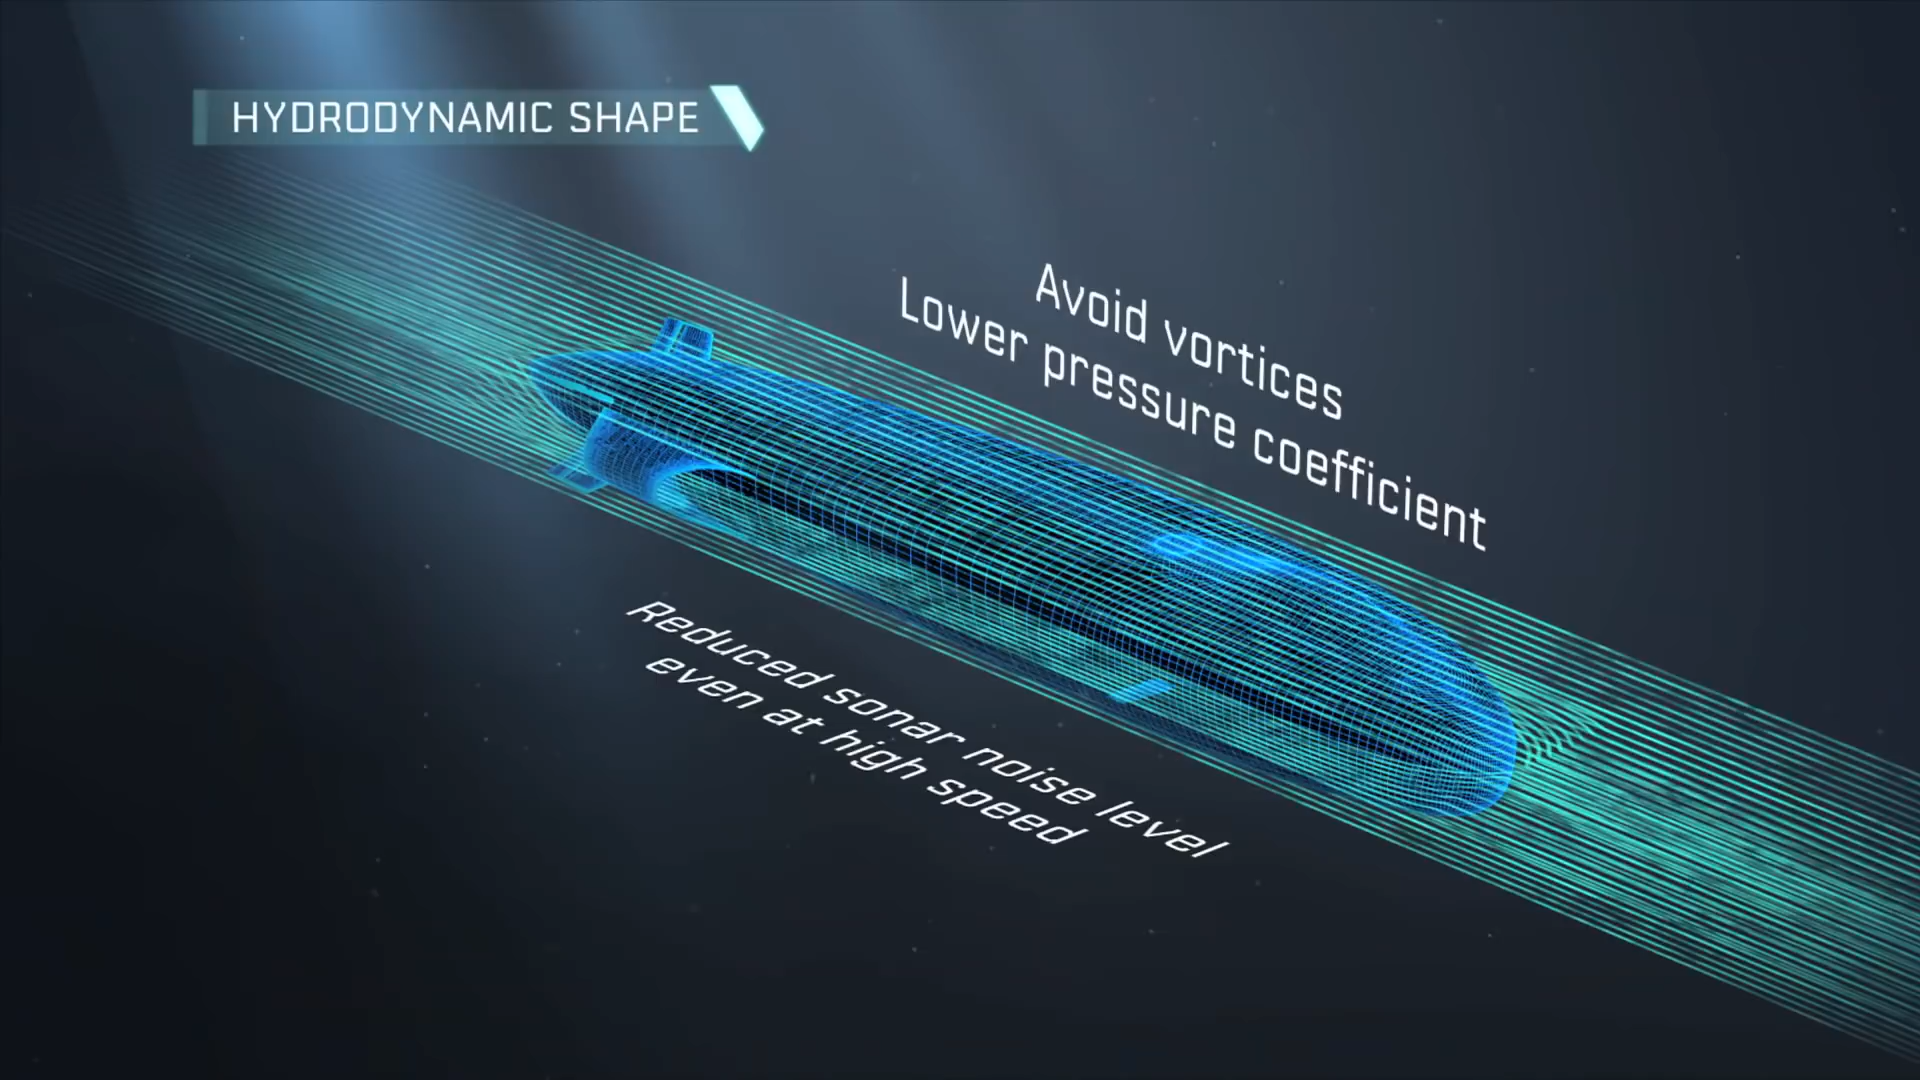 HYDRODYNAMIC SHAPE
Avoid vortices
Lower pressure coefficient
Reduced sonar noise level
even at high speed